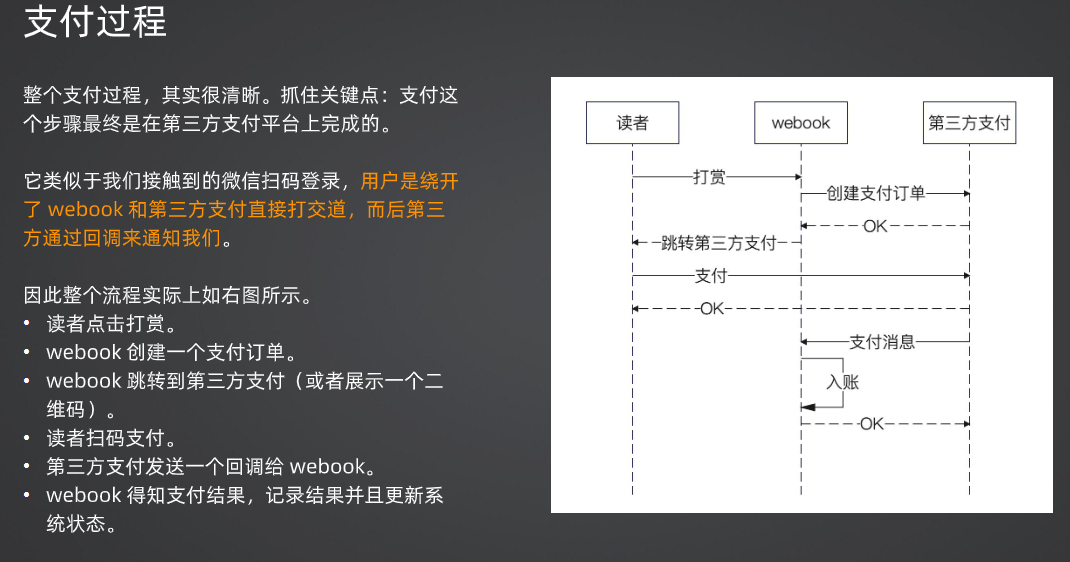 支付过程
整个支付过程，其实很清晰。抓住关键点：支付这
个步骤最终是在第三方支付平台上完成的。
它类似于我们接触到的微信扫码登录，用户是绕开
了 webook 和第三方支付直接打交道，而后第三
方通过回调来通知我们。
因此整个流程实际上如右图所示。
• 读者点击打赏。
• webook 创建一个支付订单。
• webook 跳转到第三方支付（或者展示一个二
维码）。
• 读者扫码支付。
• 第三方支付发送一个回调给 webook。
• webook 得知支付结果，记录结果并且更新系
统状态。
读者 webook 第三方支付
打赏
创建支付订单
OK
跳转第三方支付
支付
OK
支付消息
入账
OK